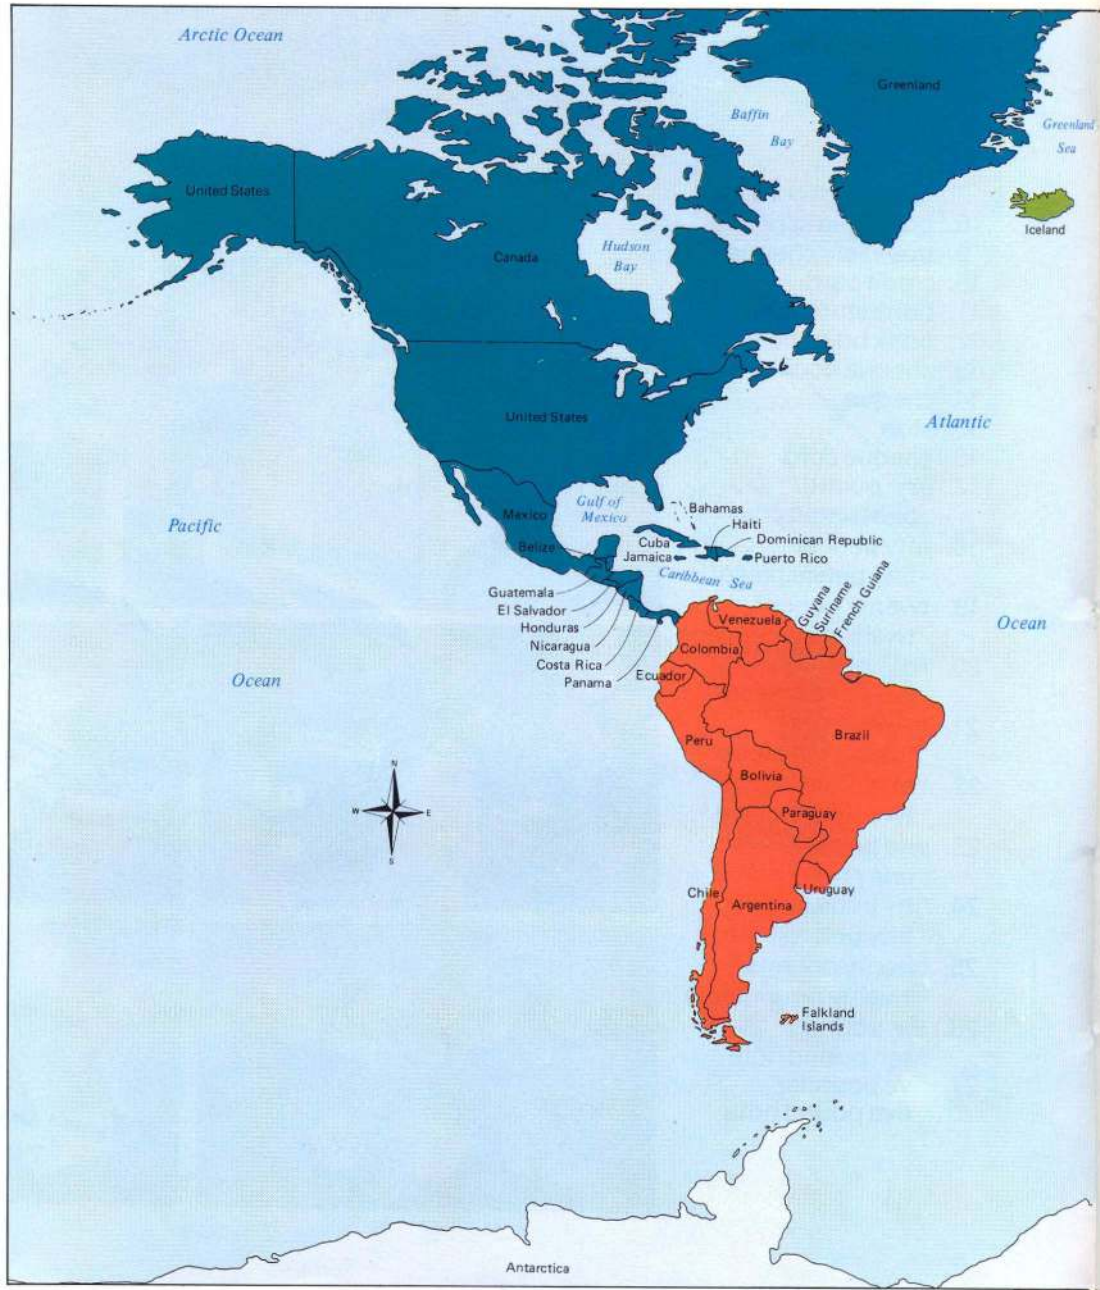 Arctic Ocean
Greenland
Baffin
Bay
Greenland
Sea
United States
Iceland
Hudson
Bay
Canada
United States
Atlantic
Gulf of
Mexico
Mexico
Pacific
Bahamas
Haiti
Cuba
Dominican Republic
Belize
Jamaica
Puerto Rico
Caribbean Sea
Guatemala
El Salvador
Honduras
Nicaragua
Costa Rica
Panama
Guyana
Suriname
French Guiana
Venezuela
Ocean
Colombia
Ecuador
Ocean
Peru
Brazil
N
W
E
S
Bolivia
Paraguay
Chile
Uruguay
Argentina
Falkland
Islands
Antarctica